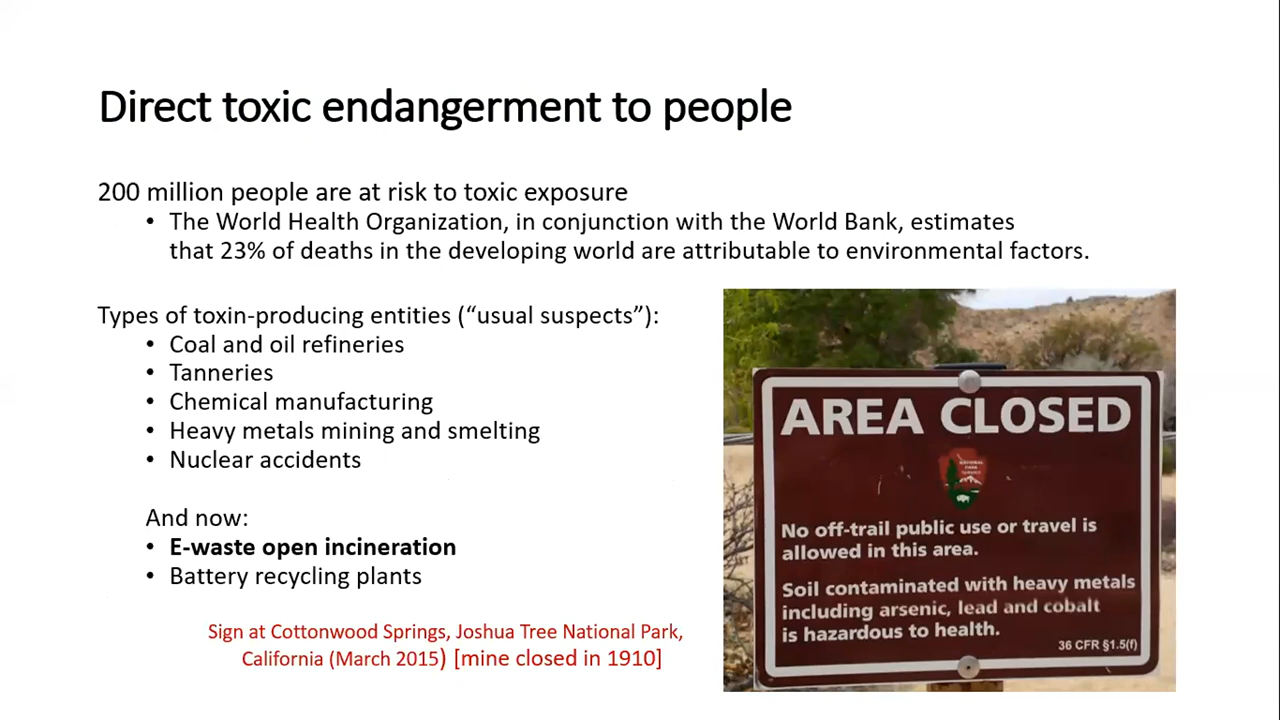 Direct toxic endangerment to people
200 million people are at risk to toxic exposure
• The World Health Organization, in conjunction with the World Bank, estimates
that 23% of deaths in the developing world are attributable to environmental factors.
Types of toxin-producing entities (“usual suspects”):
• Coal and oil refineries
• Tanneries
• Chemical manufacturing
• Heavy metals mining and smelting
• Nuclear accidents
And now:
• E-waste open incineration
• Battery recycling plants
Sign at Cottonwood Springs, Joshua Tree National Park,
California (March 2015) [mine closed in 1910]
AREA CLOSED
NATIONAL
PARK
SERVICE
No off-trail public use or travel is
allowed in this area.
Soil contaminated with heavy metals
including arsenic, lead and cobalt
is hazardous to health.
36 CFR §1.5(f)